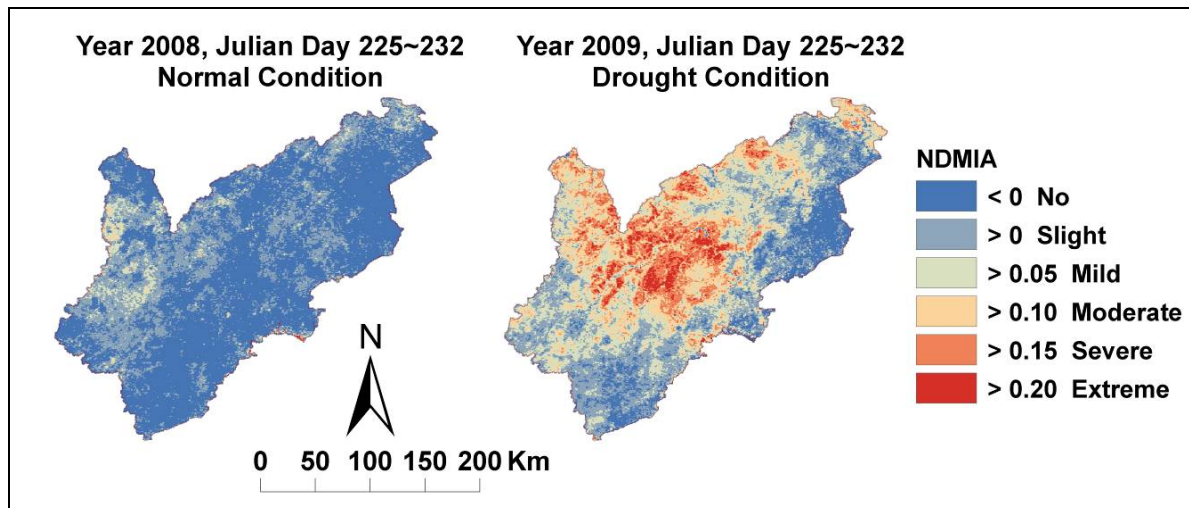 Year 2008, Julian Day 225~232
Normal Condition
Year 2009, Julian Day 225~232
Drought Condition
NDMIA
< 0 No
> 0 Slight
> 0.05 Mild
> 0.10 Moderate
> 0.15 Severe
> 0.20 Extreme
N
0 50 100 150 200 Km